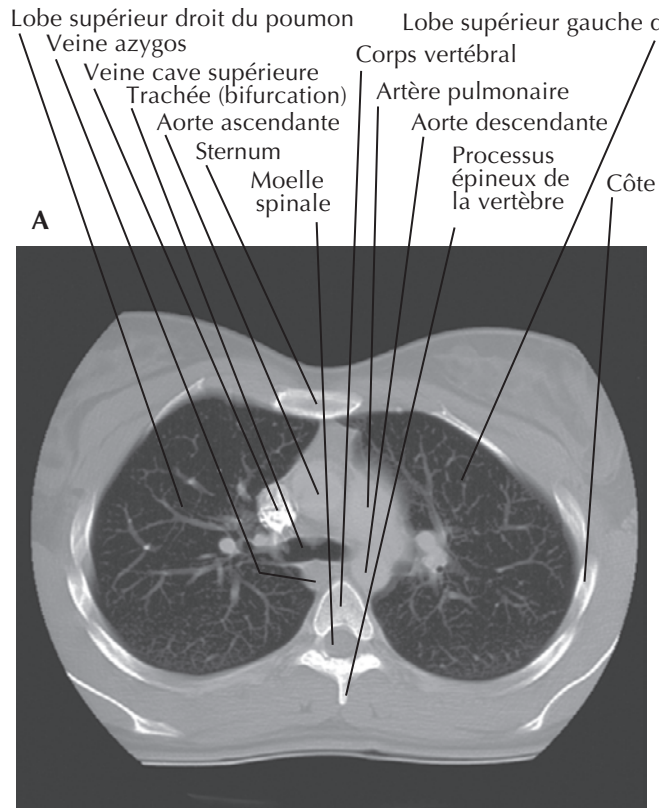 Lobe supérieur droit du poumon
Lobe supérieur gauche d
Veine azygos
Corps vertébral
Veine cave supérieure
Trachée (bifurcation)
Artère pulmonaire
Aorte ascendante
Aorte descendante
Sternum
Processus
épineux de
la vertèbre
Moelle
spinale
Côte
A